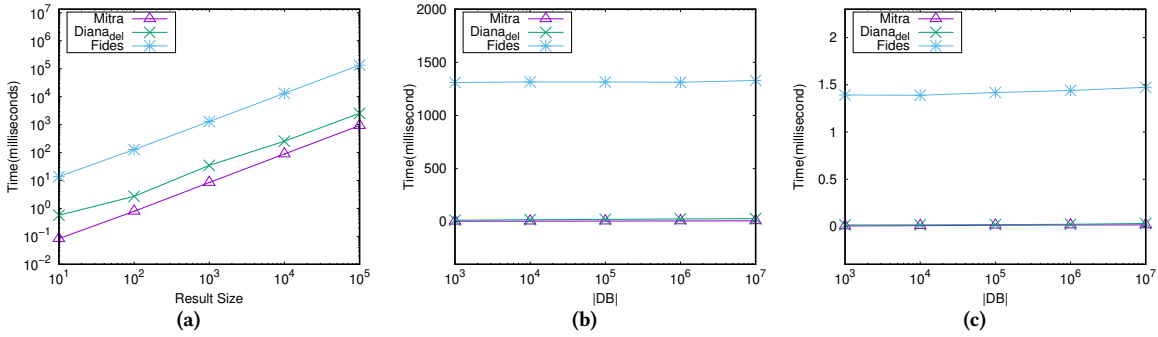 Mitra
Diana_del
Fides
10^7
10^6
10^5
10^4
10^3
10^2
10^1
10^0
10^-1
10^-2
Time(milliseconds)
10^1 10^2 10^3 10^4 10^5
Result Size
(a)
Mitra
Diana_del
Fides
2000
1500
1000
500
0
Time(millisecond)
10^3 10^4 10^5 10^6 10^7
|DB|
(b)
Mitra
Diana_del
Fides
2
1.5
1
0.5
0
Time(millisecond)
10^3 10^4 10^5 10^6 10^7
|DB|
(c)